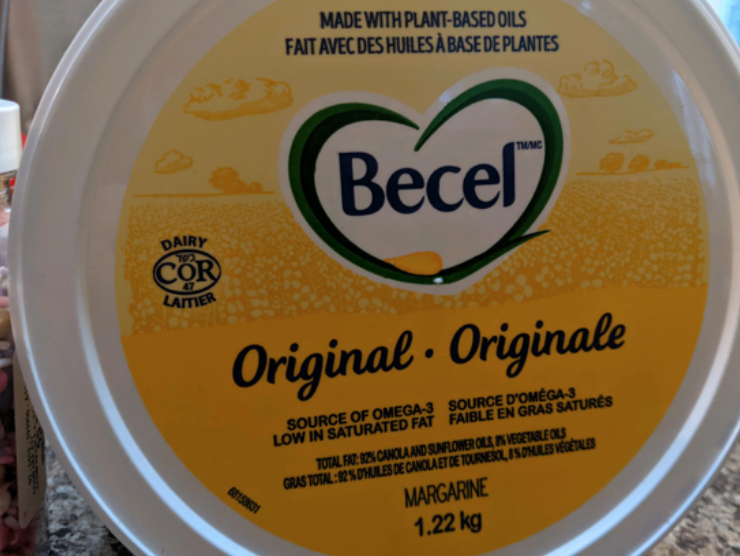 MADE WITH PLANT-BASED OILS
FAIT AVEC DES HUILES À BASE DE PLANTES
Becel TM/MC
DAIRY
COR
47
LAITIER
Original · Originale
SOURCE OF OMEGA-3
LOW IN SATURATED FAT
SOURCE D'OMÉGA-3
FAIBLE EN GRAS SATURÉS
TOTAL FAT: 92% CANOLA AND SUNFLOWER OILS, 8% VEGETABLE OILS
GRAS TOTAL : 92 % D'HUILES DE CANOLA ET DE TOURNESOL, 8 % D'HUILES VÉGÉTALES
MARGARINE
1.22 kg